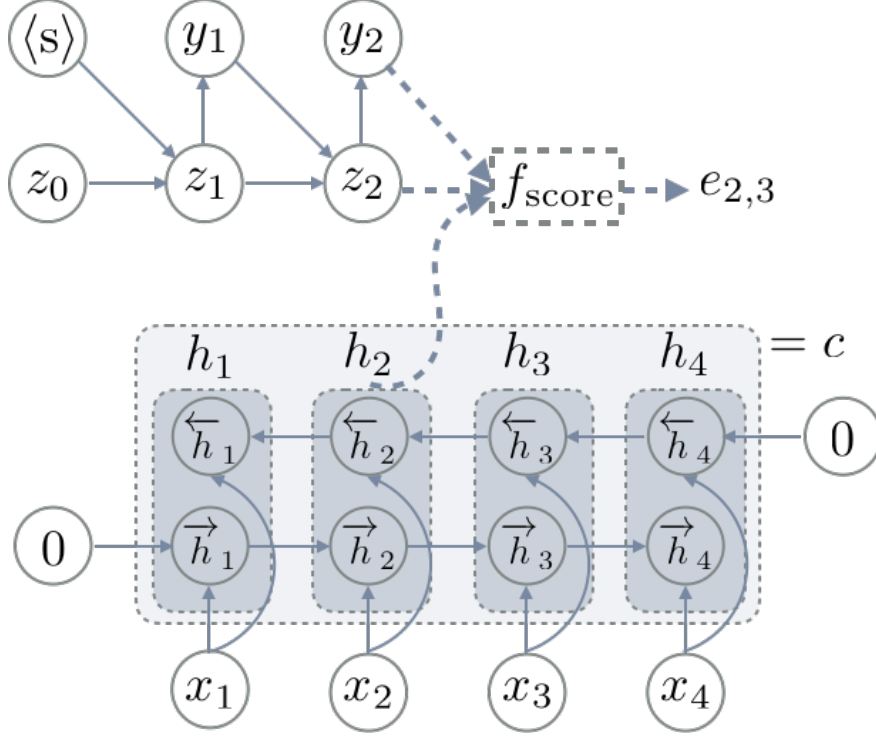 ⟨s⟩ y₁ y₂
z₀ z₁ z₂ f_score e₂,₃
h₁ h₂ h₃ h₄ = c
←h₁ ←h₂ ←h₃ ←h₄ 0
0 →h₁ →h₂ →h₃ →h₄
x₁ x₂ x₃ x₄